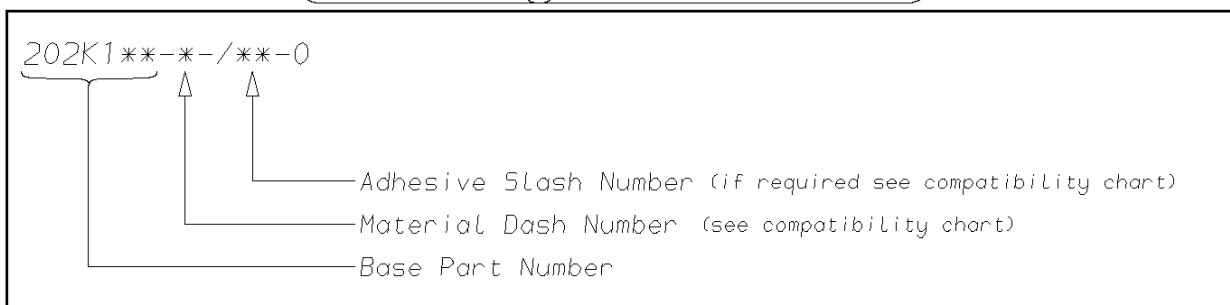 202K1**-*-/**-0
Adhesive Slash Number (if required see compatibility chart)
Material Dash Number (see compatibility chart)
Base Part Number